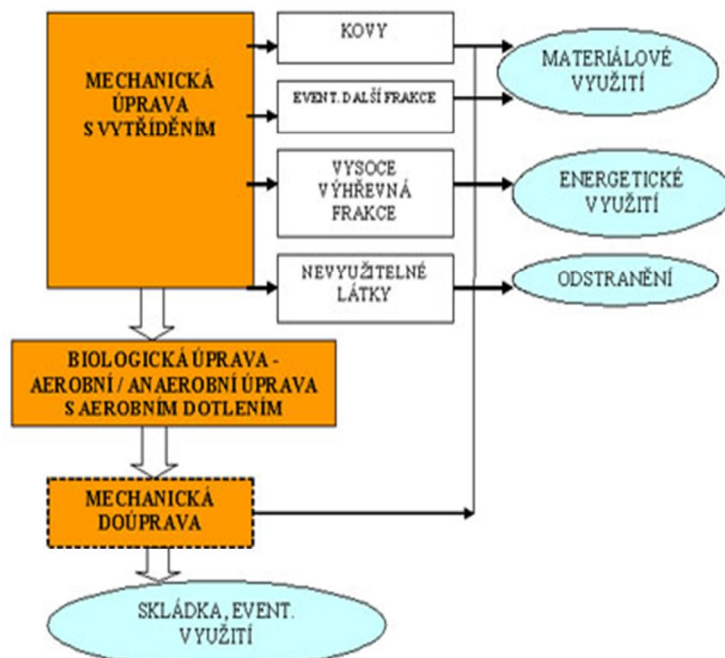 MECHANICKÁ
ÚPRAVA
S VYTŘÍDĚNÍM
KOVY
EVENT. DALŠÍ FRAKCE
VYSOCE
VÝHŘEVNÁ
FRAKCE
NEVYUŽITELNÉ
LÁTKY
MATERIÁLOVÉ
VYUŽITÍ
ENERGETICKÉ
VYUŽITÍ
ODSTRANĚNÍ
BIOLOGICKÁ ÚPRAVA -
AEROBNÍ / ANAEROBNÍ ÚPRAVA
S AEROBNÍM DOTLENÍM
MECHANICKÁ
DOÚPRAVA
SKLÁDKA, EVENT.
VYUŽITÍ